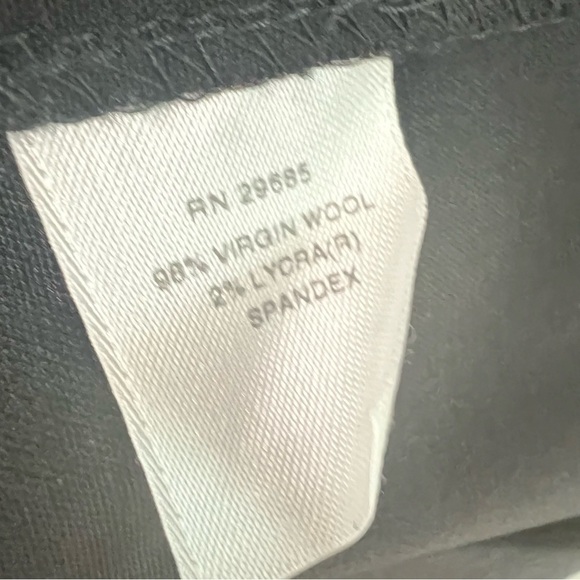 RN 29685
98% VIRGIN WOOL
2% LYCRA(R)
SPANDEX